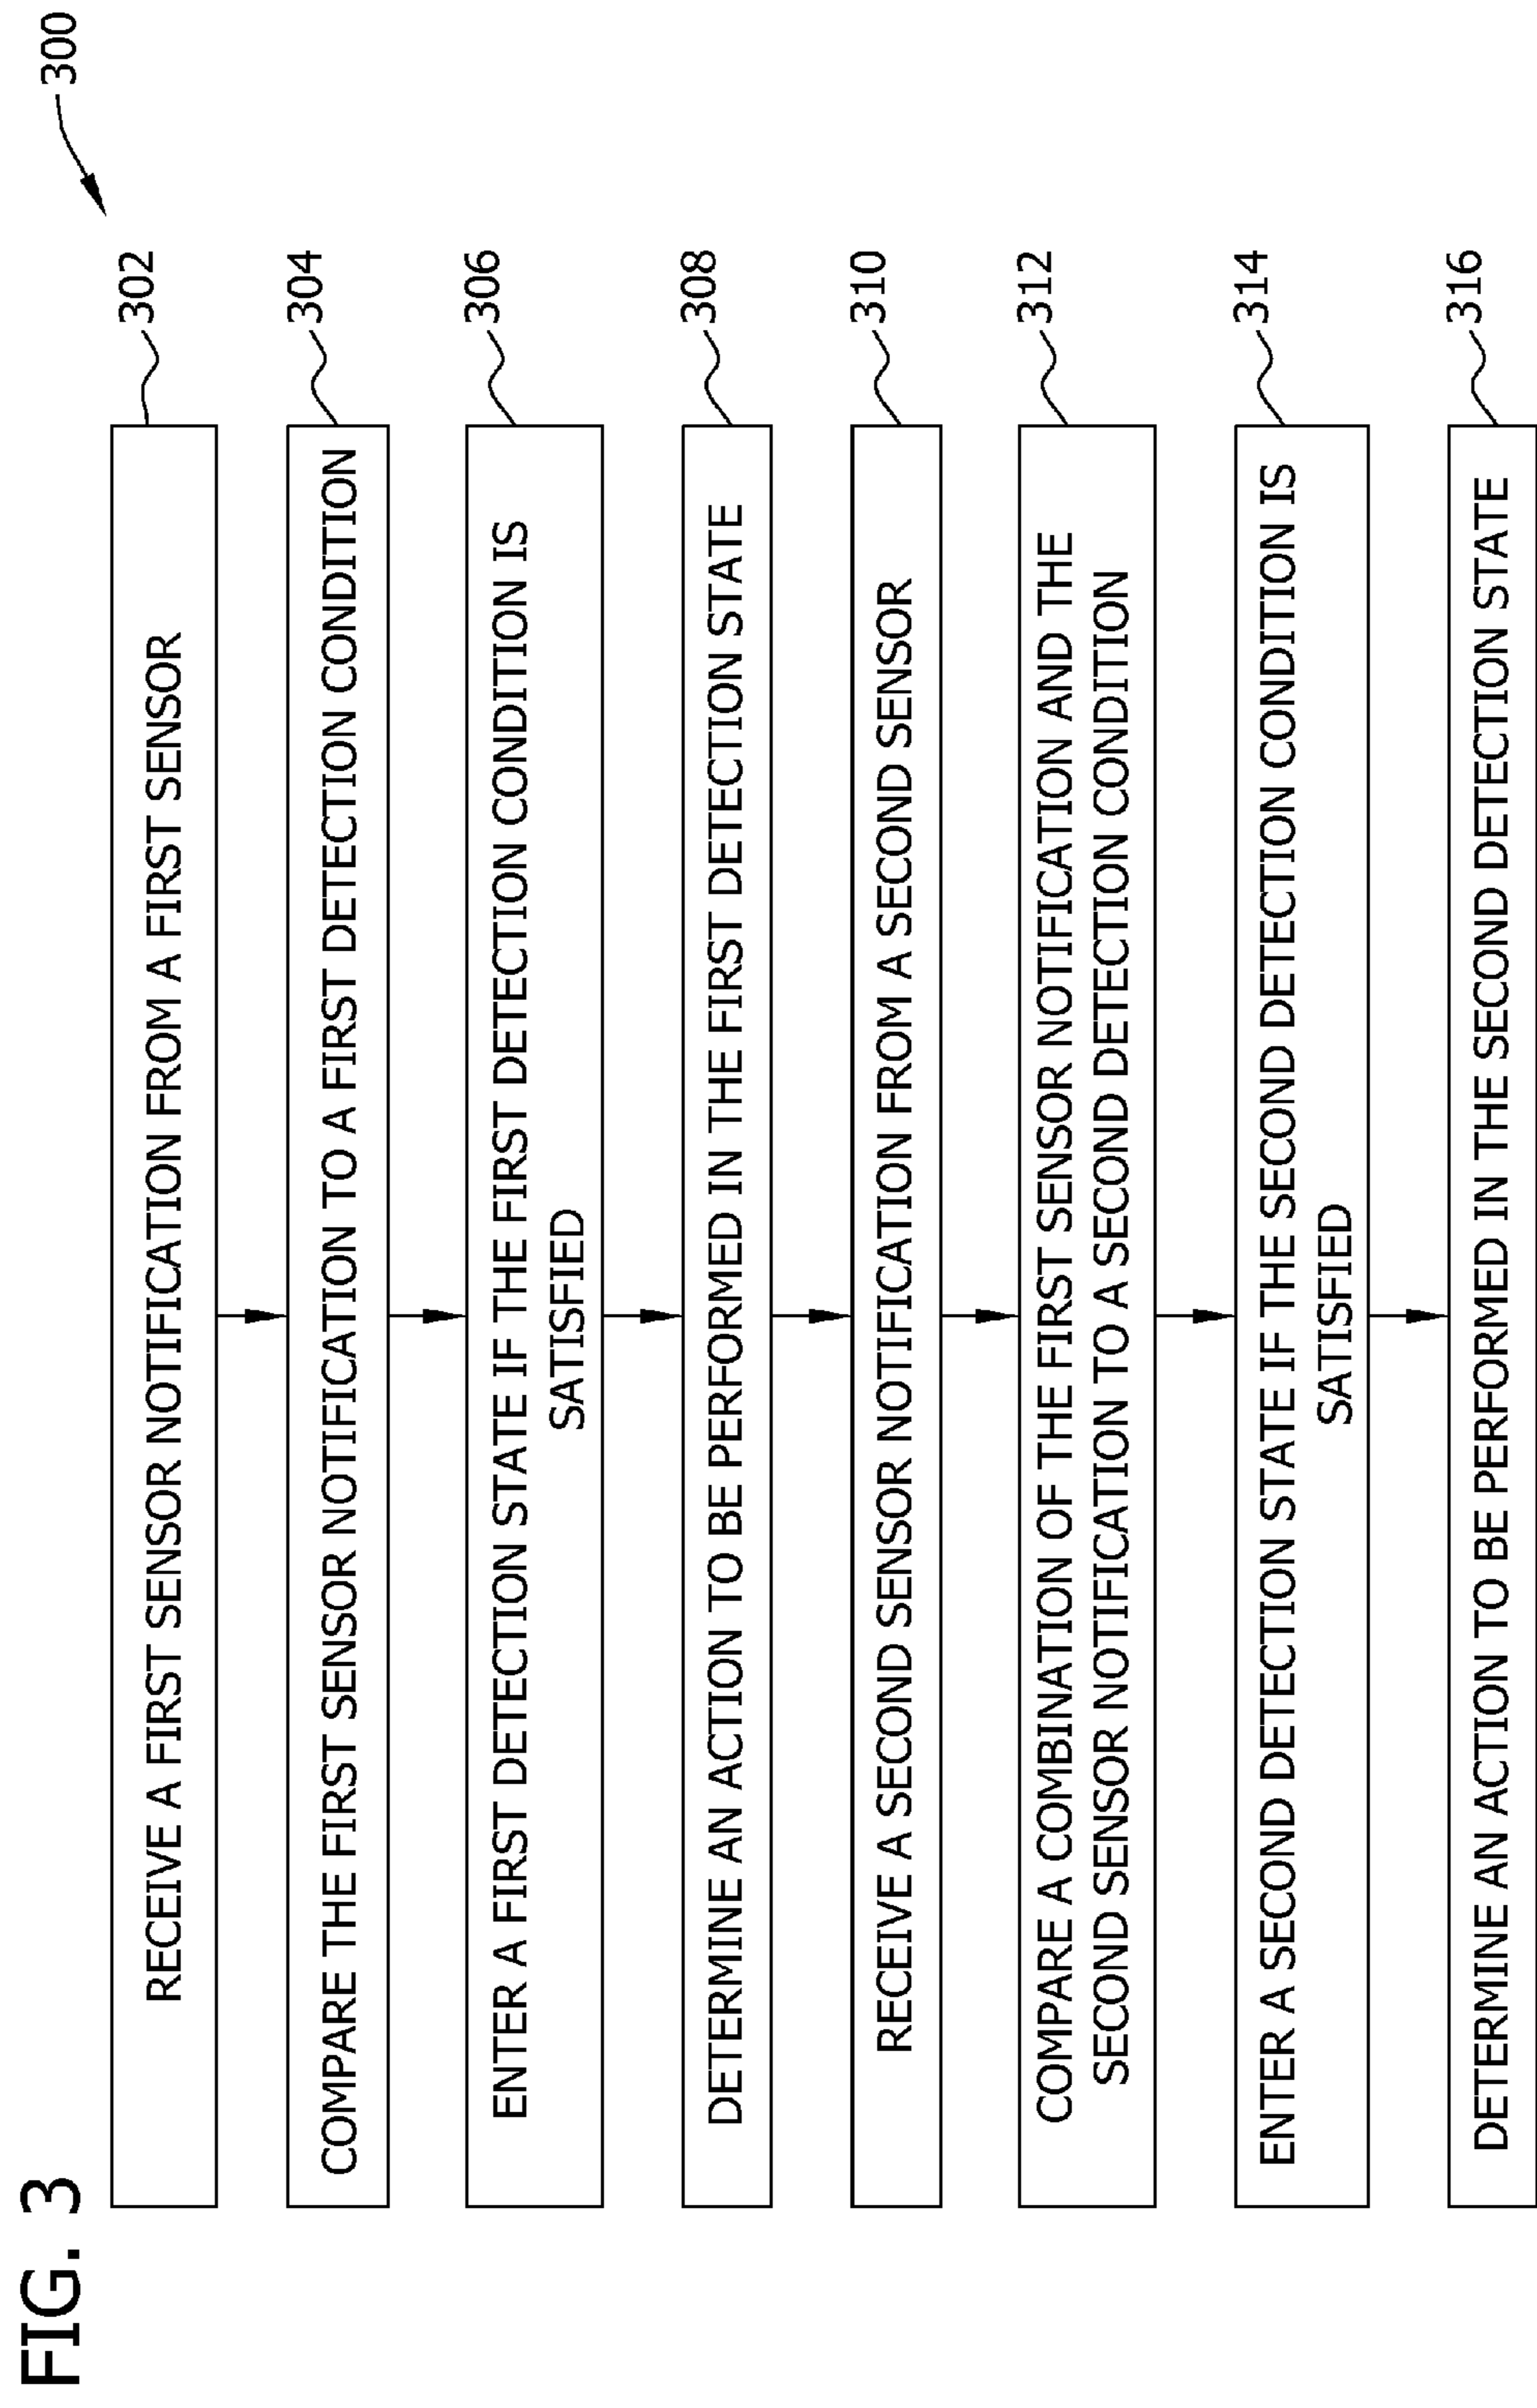 FIG. 3
300
RECEIVE A FIRST SENSOR NOTIFICATION FROM A FIRST SENSOR
302
COMPARE THE FIRST SENSOR NOTIFICATION TO A FIRST DETECTION CONDITION
304
ENTER A FIRST DETECTION STATE IF THE FIRST DETECTION CONDITION IS
SATISFIED
306
DETERMINE AN ACTION TO BE PERFORMED IN THE FIRST DETECTION STATE
308
RECEIVE A SECOND SENSOR NOTIFICATION FROM A SECOND SENSOR
310
COMPARE A COMBINATION OF THE FIRST SENSOR NOTIFICATION AND THE
SECOND SENSOR NOTIFICATION TO A SECOND DETECTION CONDITION
312
ENTER A SECOND DETECTION STATE IF THE SECOND DETECTION CONDITION IS
SATISFIED
314
DETERMINE AN ACTION TO BE PERFORMED IN THE SECOND DETECTION STATE
316